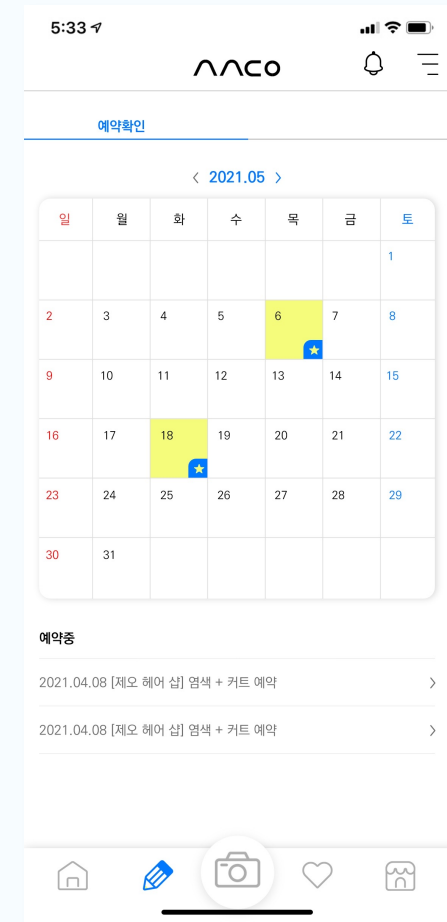 5:33
AACO
예약확인
< 2021.05 >
일 월 화 수 목 금 토
1
2 3 4 5 6 7 8
9 10 11 12 13 14 15
16 17 18 19 20 21 22
23 24 25 26 27 28 29
30 31
예약중
2021.04.08 [제오 헤어 샵] 염색 + 커트 예약
2021.04.08 [제오 헤어 샵] 염색 + 커트 예약